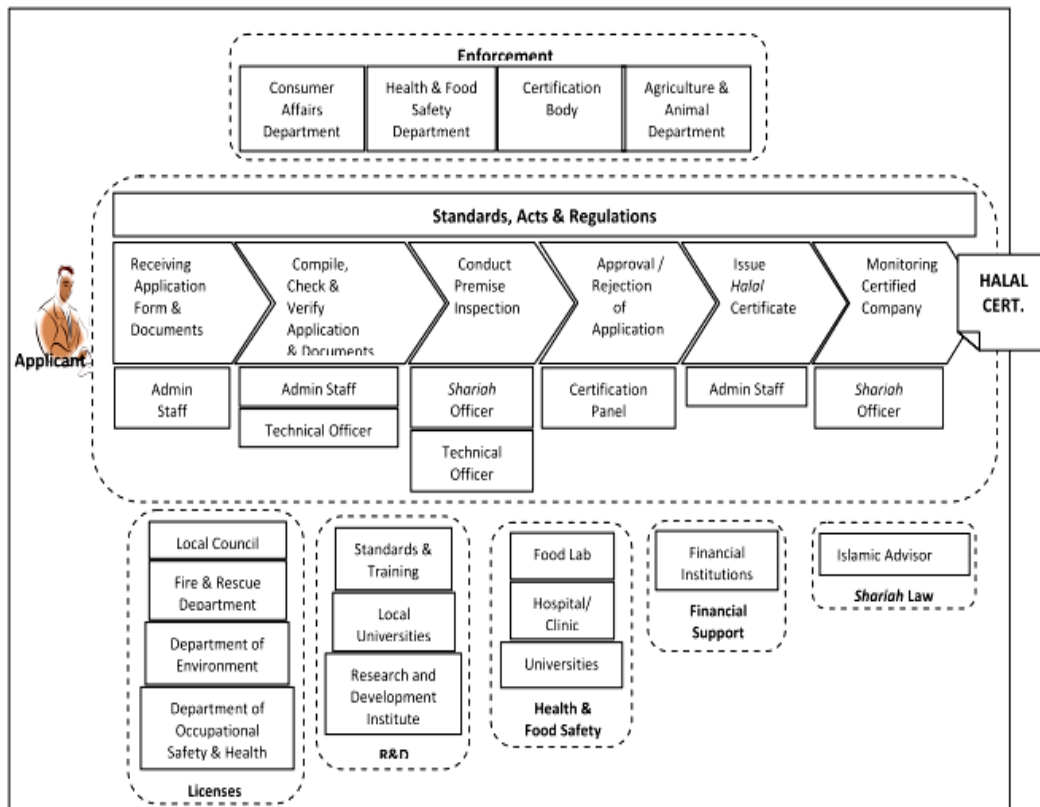 Enforcement
Consumer
Affairs
Department
Health & Food
Safety
Department
Certification
Body
Agriculture &
Animal
Department
Standards, Acts & Regulations
Applicant
Receiving
Application
Form &
Documents
Compile,
Check &
Verify
Application
& Documents
Conduct
Premise
Inspection
Approval /
Rejection
of
Application
Issue
Halal
Certificate
Monitoring
Certified
Company
HALAL
CERT.
Admin
Staff
Admin Staff
Technical Officer
Shariah
Officer
Technical
Officer
Certification
Panel
Admin Staff
Shariah
Officer
Local Council
Fire & Rescue
Department
Department of
Environment
Department of
Occupational
Safety & Health
Licenses
Standards &
Training
Local
Universities
Research and
Development
Institute
R&D
Food Lab
Hospital/
Clinic
Universities
Health &
Food Safety
Financial
Institutions
Financial
Support
Islamic Advisor
Shariah Law